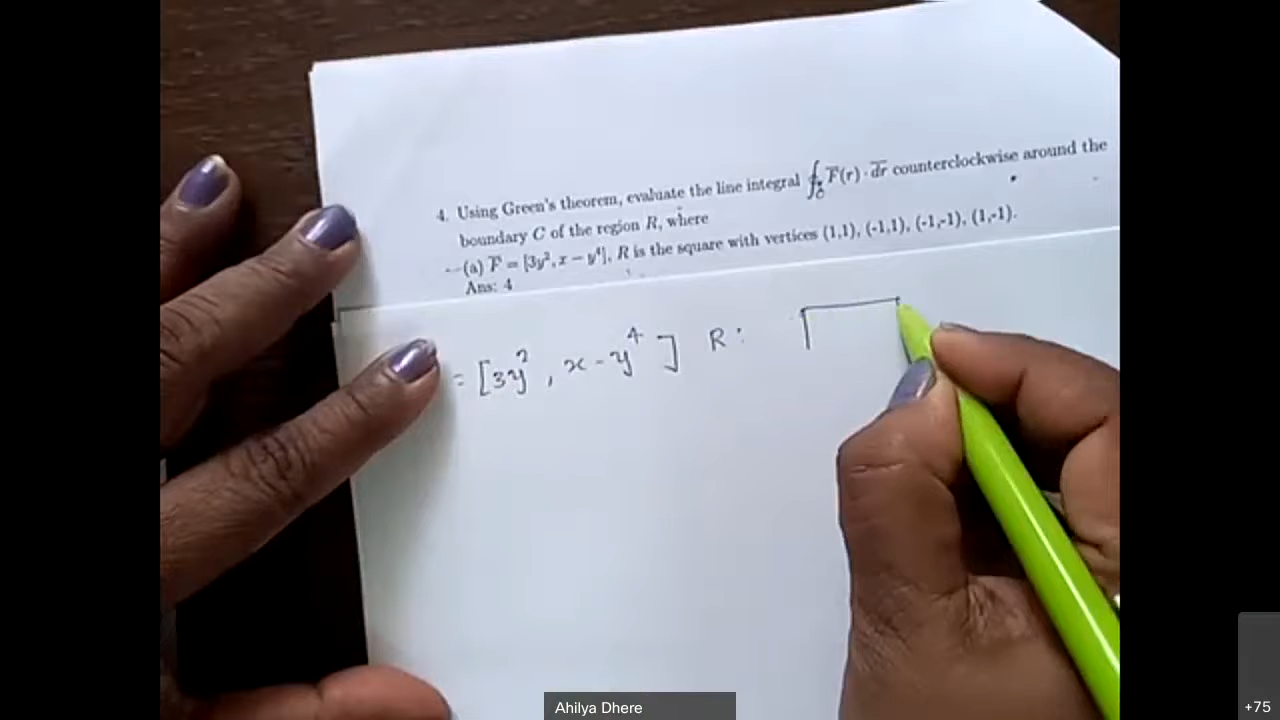 4. Using Green's theorem, evaluate the line integral ∮_C F̅(r) · d̅r̅ counterclockwise around the
boundary C of the region R, where
(a) F̅ = [3y², x − y⁴], R is the square with vertices (1,1), (-1,1), (-1,-1), (1,-1).
Ans: 4
= [3y², x - y⁴] R:
Ahilya Dhere
+75